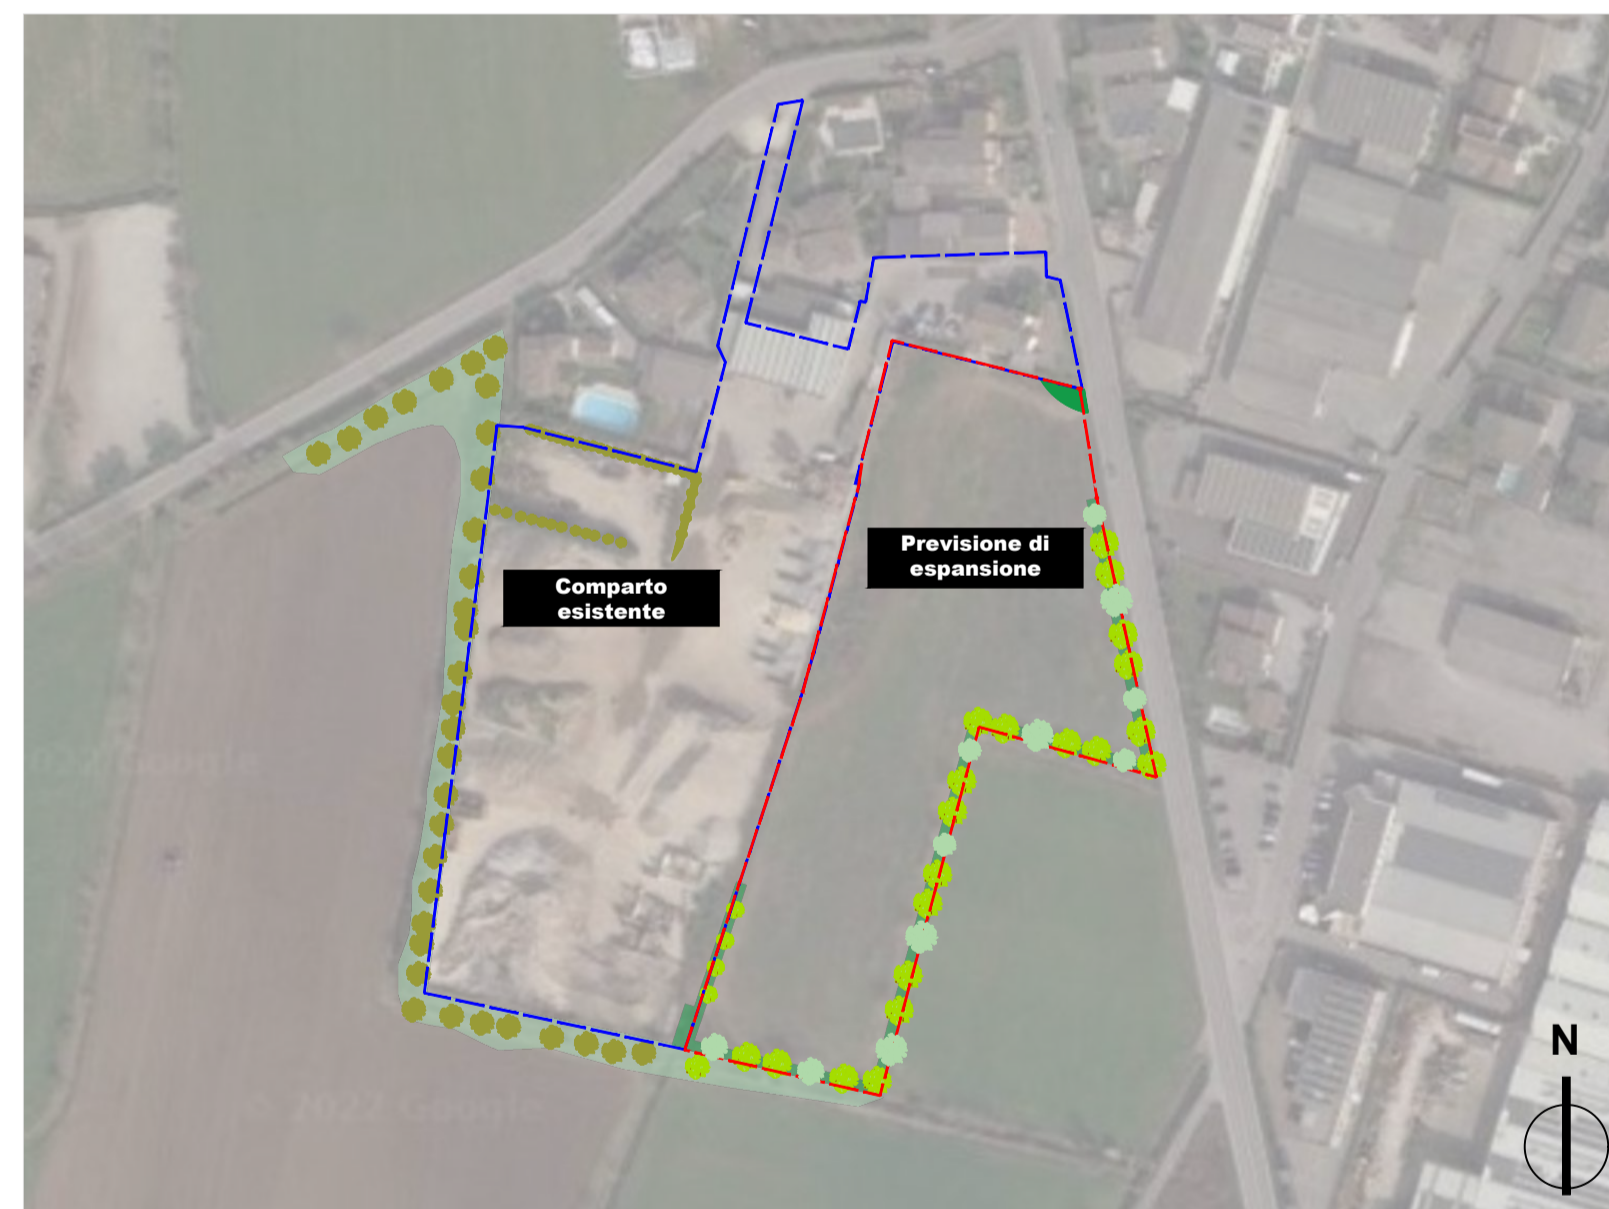 Previsione di
espansione
Comparto
esistente
N